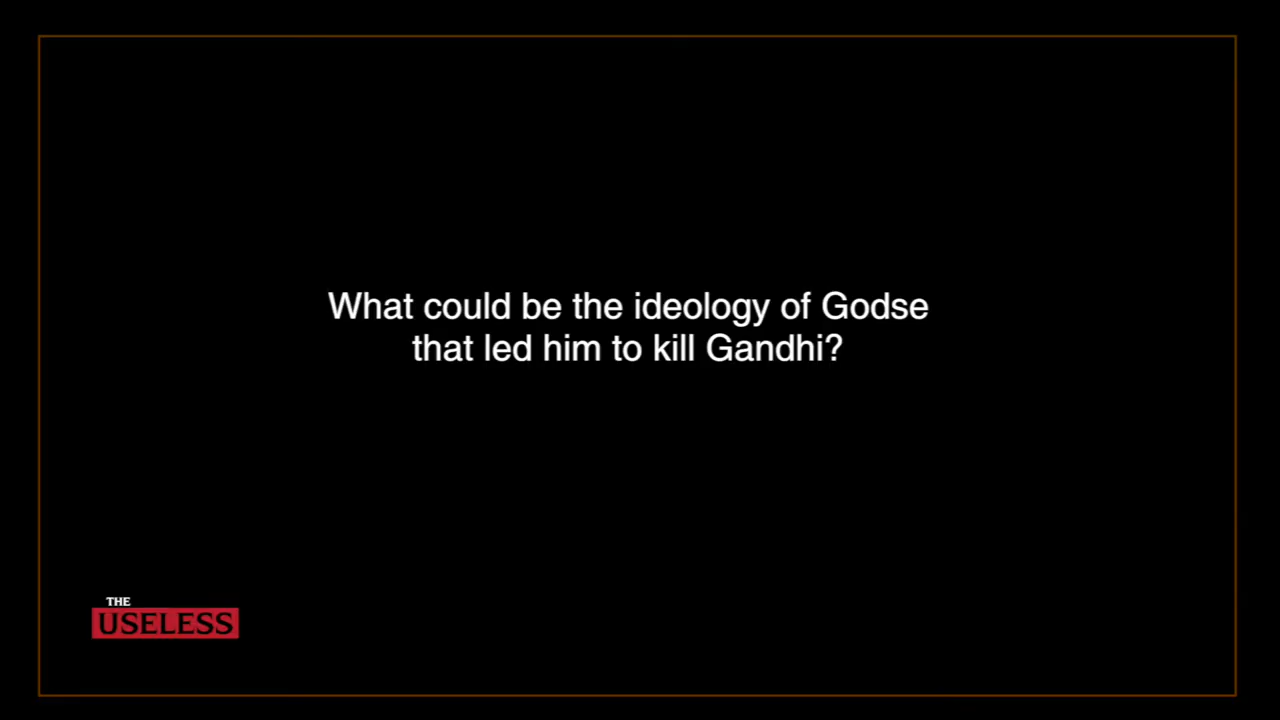 What could be the ideology of Godse
that led him to kill Gandhi?
THE
USELESS